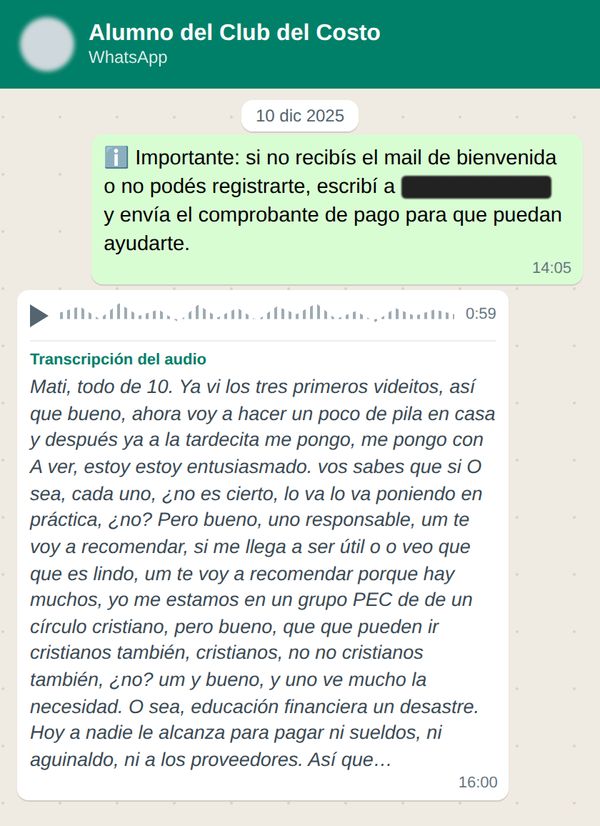 Alumno del Club del Costo
WhatsApp
10 dic 2025
ℹ️ Importante: si no recibís el mail de bienvenida
o no podés registrarte, escribí a
y envía el comprobante de pago para que puedan
ayudarte.
14:05
0:59
Transcripción del audio
Mati, todo de 10. Ya vi los tres primeros videitos, así
que bueno, ahora voy a hacer un poco de pila en casa
y después ya a la tardecita me pongo, me pongo con
A ver, estoy estoy entusiasmado. vos sabes que si O
sea, cada uno, ¿no es cierto, lo va lo va poniendo en
práctica, ¿no? Pero bueno, uno responsable, um te
voy a recomendar, si me llega a ser útil o o veo que
que es lindo, um te voy a recomendar porque hay
muchos, yo me estamos en un grupo PEC de de un
círculo cristiano, pero bueno, que que pueden ir
cristianos también, cristianos, no no cristianos
también, ¿no? um y bueno, y uno ve mucho la
necesidad. O sea, educación financiera un desastre.
Hoy a nadie le alcanza para pagar ni sueldos, ni
aguinaldo, ni a los proveedores. Así que…
16:00